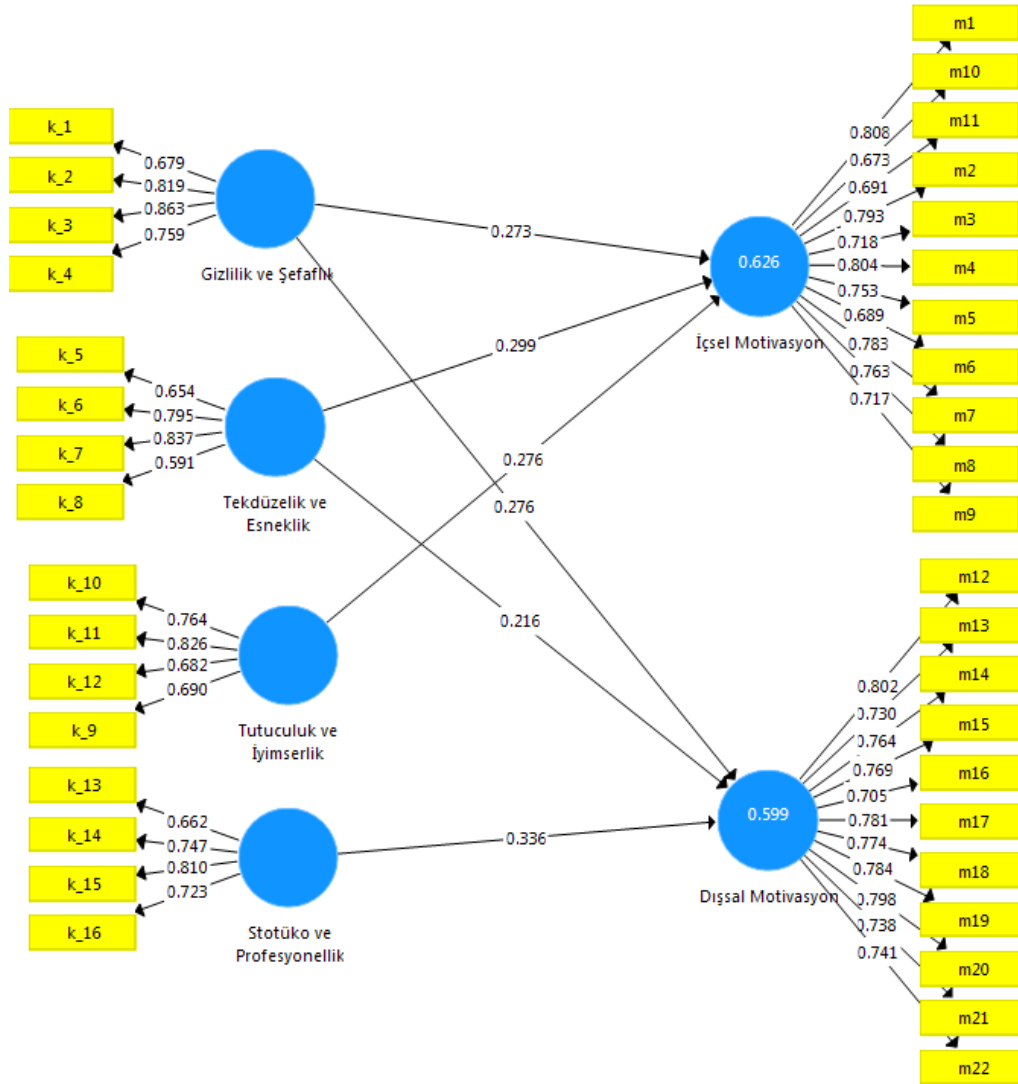 k_1
k_2
k_3
k_4
0.679
0.819
0.863
0.759
Gizlilik ve Şefaflık
k_5
k_6
k_7
k_8
0.654
0.795
0.837
0.591
Tekdüzelik ve
Esneklik
k_10
k_11
k_12
k_9
0.764
0.826
0.682
0.690
Tutuculuk ve
İyimserlik
k_13
k_14
k_15
k_16
0.662
0.747
0.810
0.723
Stotüko ve
Profesyonellik
0.273
0.299
0.276
0.276
0.216
0.336
0.626
İçsel Motivasyon
0.808
0.673
0.691
0.793
0.718
0.804
0.753
0.689
0.783
0.763
0.717
m1
m10
m11
m2
m3
m4
m5
m6
m7
m8
m9
0.599
Dışsal Motivasyon
0.802
0.730
0.764
0.769
0.705
0.781
0.774
0.784
0.798
0.738
0.741
m12
m13
m14
m15
m16
m17
m18
m19
m20
m21
m22